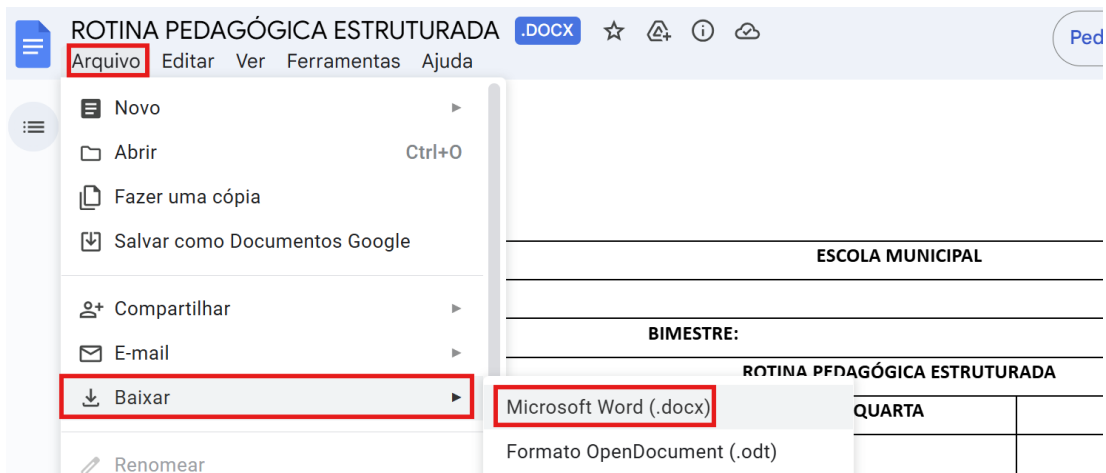 ROTINA PEDAGÓGICA ESTRUTURADA .DOCX
Arquivo Editar Ver Ferramentas Ajuda
Ped
Novo
Abrir Ctrl+O
Fazer uma cópia
Salvar como Documentos Google
Compartilhar
E-mail
Baixar
Renomear
Microsoft Word (.docx)
Formato OpenDocument (.odt)
ESCOLA MUNICIPAL
BIMESTRE:
ROTINA PEDAGÓGICA ESTRUTURADA
QUARTA